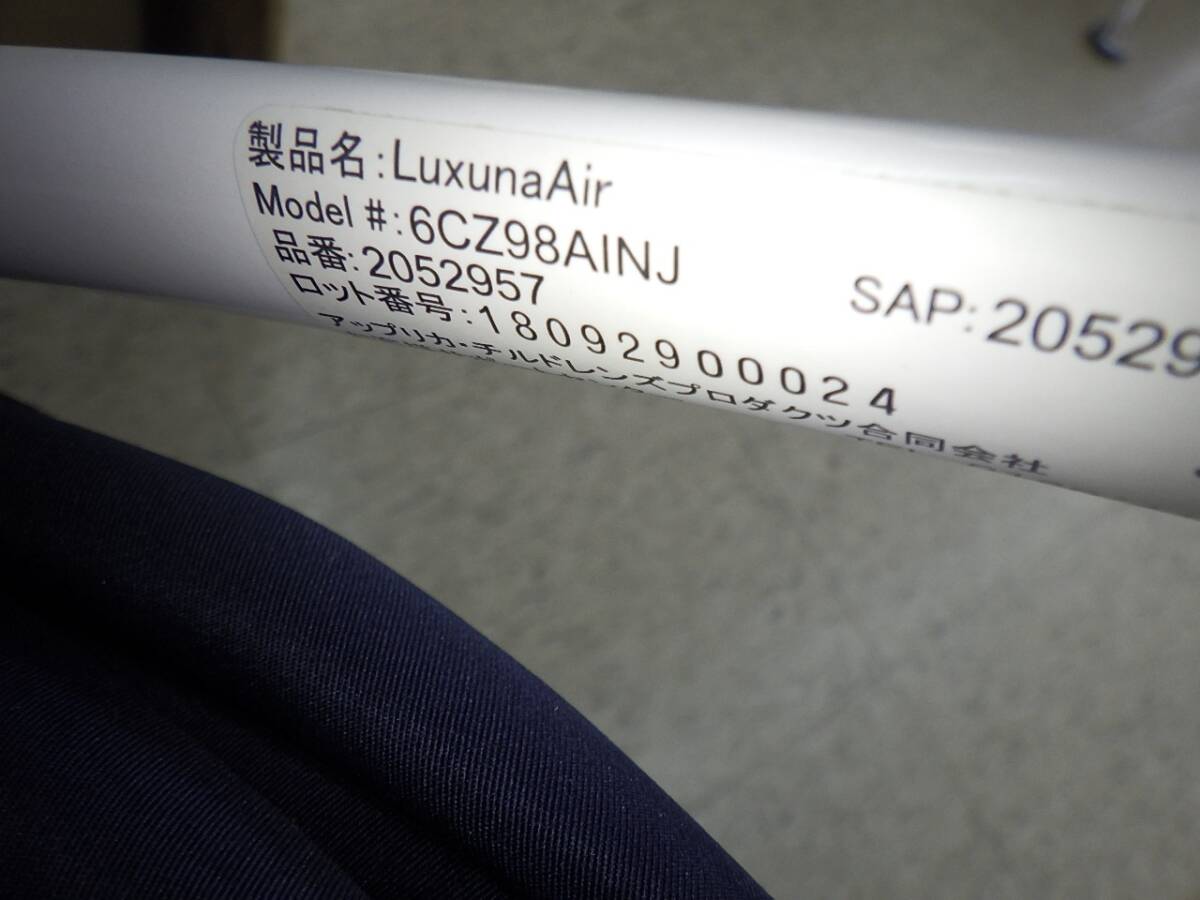 製品名:LuxunaAir
Model #:6CZ98AINJ
品番:2052957
SAP:20529
ロット番号:18092900024
アップリカ・チルドレンズプロダクツ合同会社